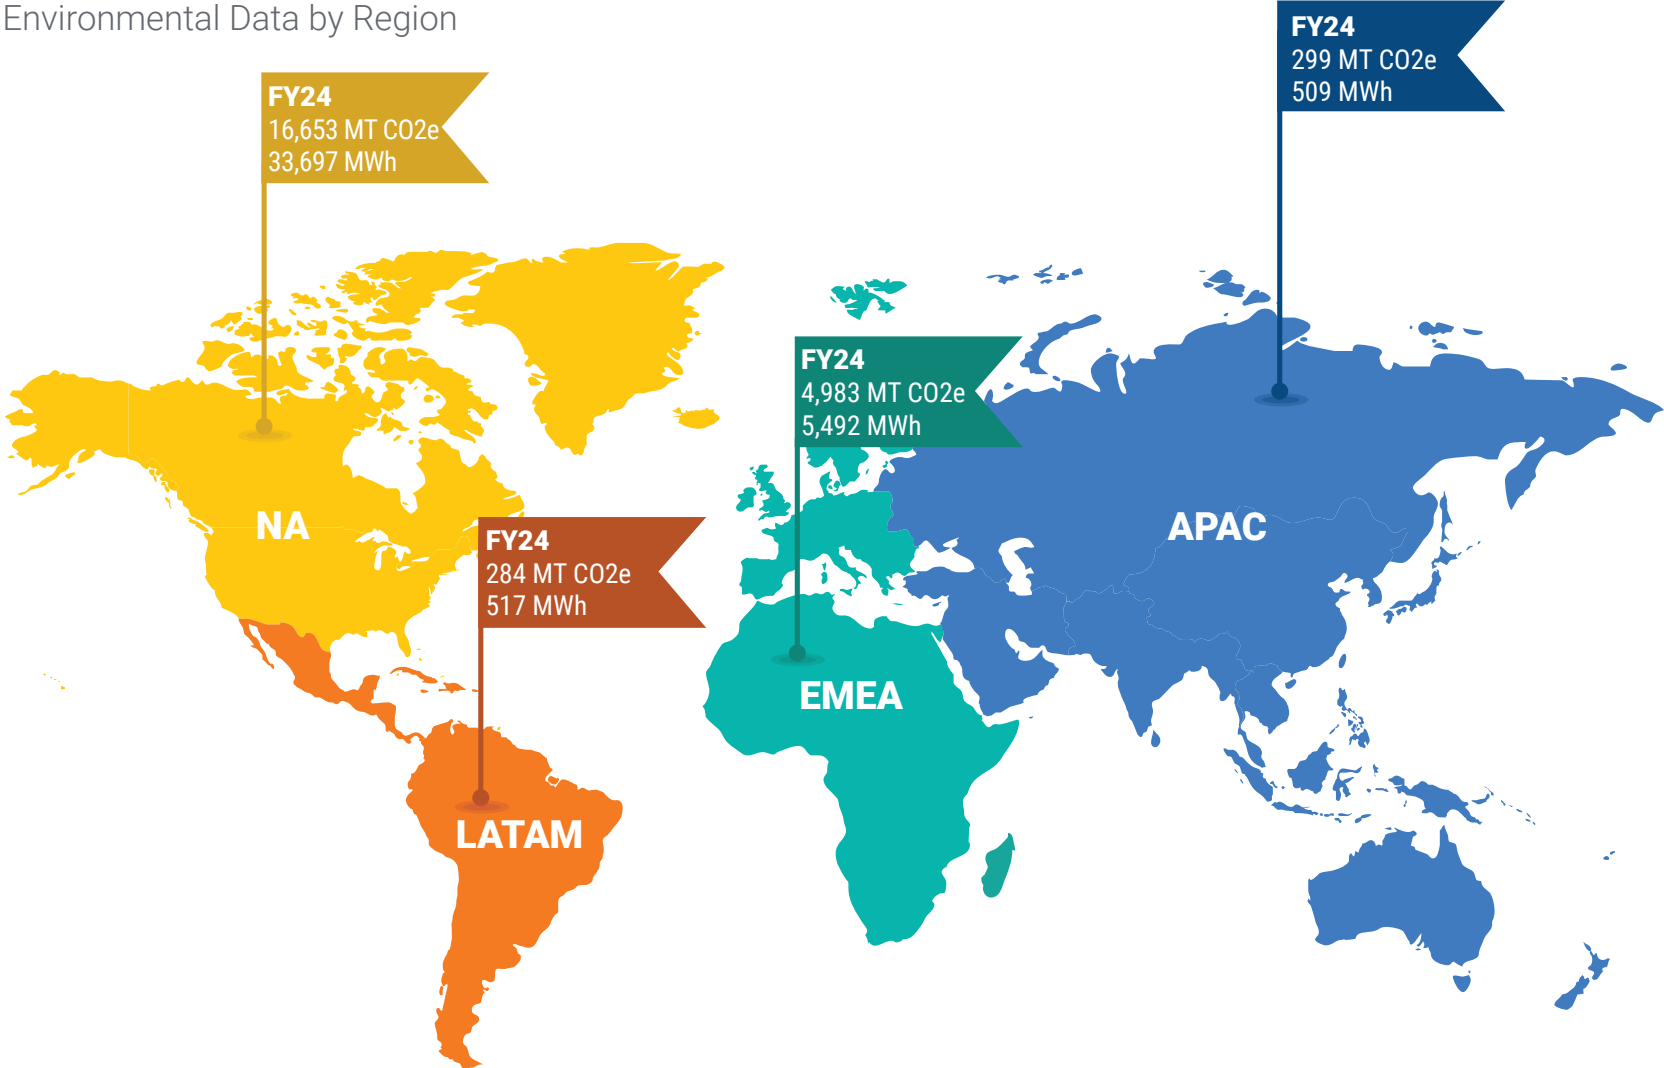 Environmental Data by Region
FY24
299 MT CO2e
509 MWh
FY24
16,653 MT CO2e
33,697 MWh
FY24
4,983 MT CO2e
5,492 MWh
NA
APAC
FY24
284 MT CO2e
517 MWh
EMEA
LATAM